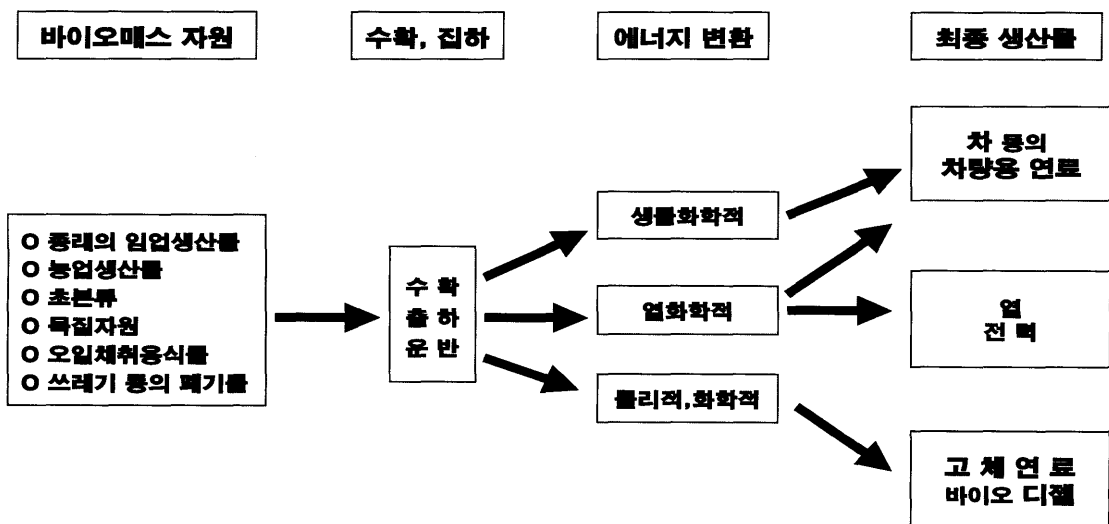 바이오매스 자원
수확, 집하
에너지 변환
최종 생산물
O 종래의 임업생산물
O 농업생산물
O 초본류
O 목질자원
O 오일채취용식물
O 쓰레기 등의 폐기물
수 확
출 하
운 반
생물화학적
열화학적
물리적,화학적
차 등의
차량용 연료
열
전 력
고 체 연 료
바이오 디젤